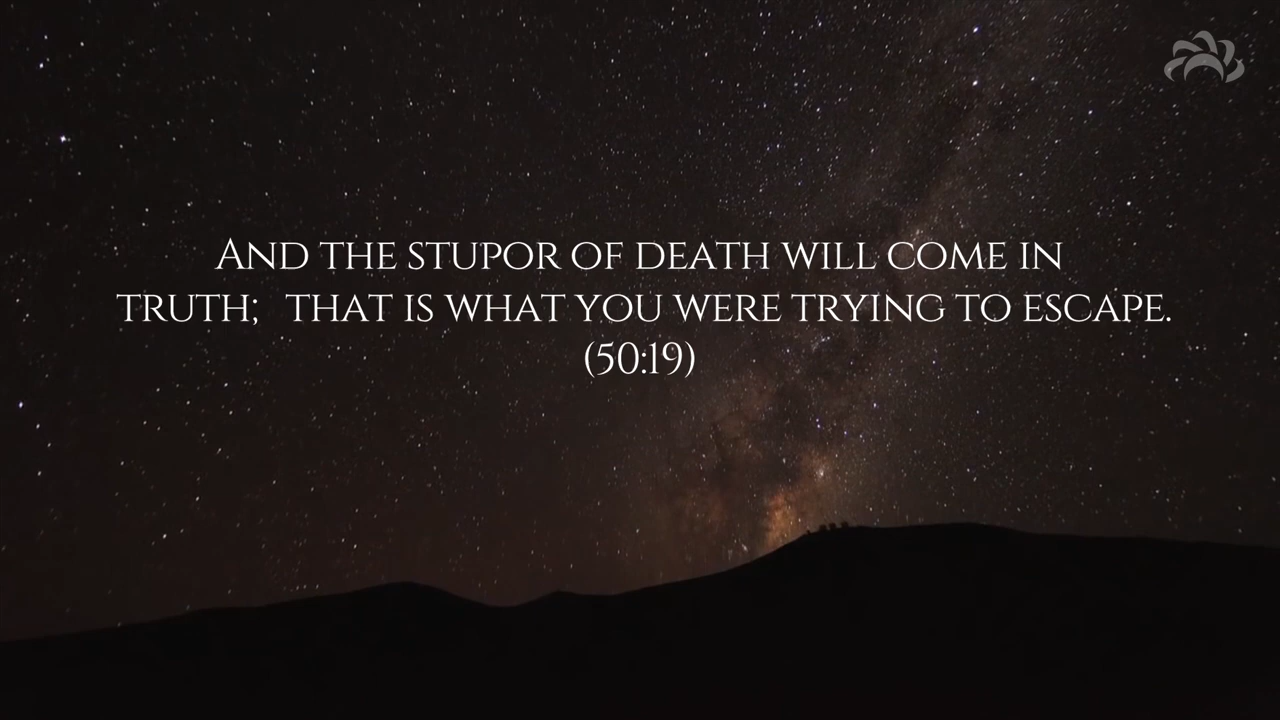 And the stupor of death will come in
truth; that is what you were trying to escape.
(50:19)